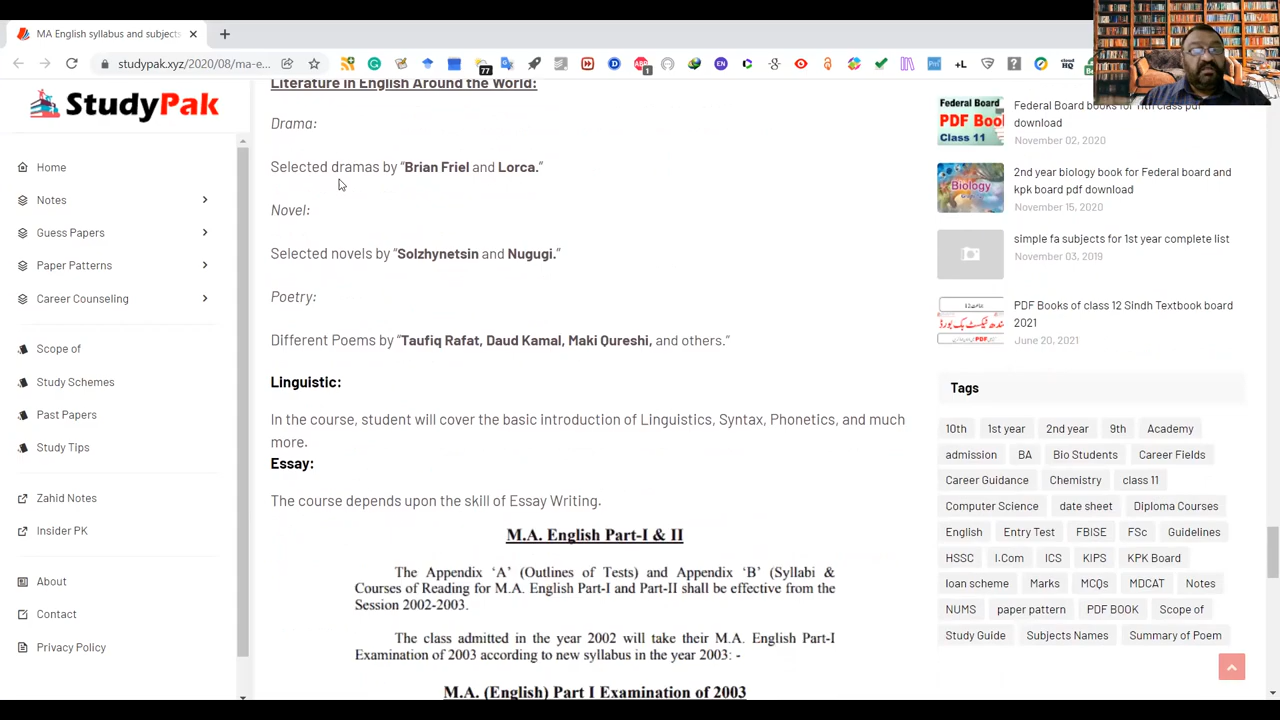 MA English syllabus and subjects
studypak.xyz/2020/08/ma-e...
77
1
EN
+L
cloud HQ
StudyPak
Home
Notes
Guess Papers
Paper Patterns
Career Counseling
Scope of
Study Schemes
Past Papers
Study Tips
Zahid Notes
Insider PK
About
Contact
Privacy Policy
Literature in English Around the World:
Drama:
Selected dramas by “Brian Friel and Lorca.”
Novel:
Selected novels by “Solzhynetsin and Nugugi.”
Poetry:
Different Poems by “Taufiq Rafat, Daud Kamal, Maki Qureshi, and others.”
Linguistic:
In the course, student will cover the basic introduction of Linguistics, Syntax, Phonetics, and much
more.
Essay:
The course depends upon the skill of Essay Writing.
M.A. English Part-I & II
The Appendix ‘A’ (Outlines of Tests) and Appendix ‘B’ (Syllabi &
Courses of Reading for M.A. English Part-I and Part-II shall be effective from the
Session 2002-2003.
The class admitted in the year 2002 will take their M.A. English Part-I
Examination of 2003 according to new syllabus in the year 2003: -
M.A. (English) Part I Examination of 2003
Federal Board
PDF Boo
Class 11
Federal Board books for 11th class pdf
download
November 02, 2020
Biology
2nd year biology book for Federal board and
kpk board pdf download
November 15, 2020
simple fa subjects for 1st year complete list
November 03, 2019
PDF Books of class 12 Sindh Textbook board
2021
June 20, 2021
Tags
10th 1st year 2nd year 9th Academy
admission BA Bio Students Career Fields
Career Guidance Chemistry class 11
Computer Science date sheet Diploma Courses
English Entry Test FBISE FSc Guidelines
HSSC I.Com ICS KIPS KPK Board
loan scheme Marks MCQs MDCAT Notes
NUMS paper pattern PDF BOOK Scope of
Study Guide Subjects Names Summary of Poem